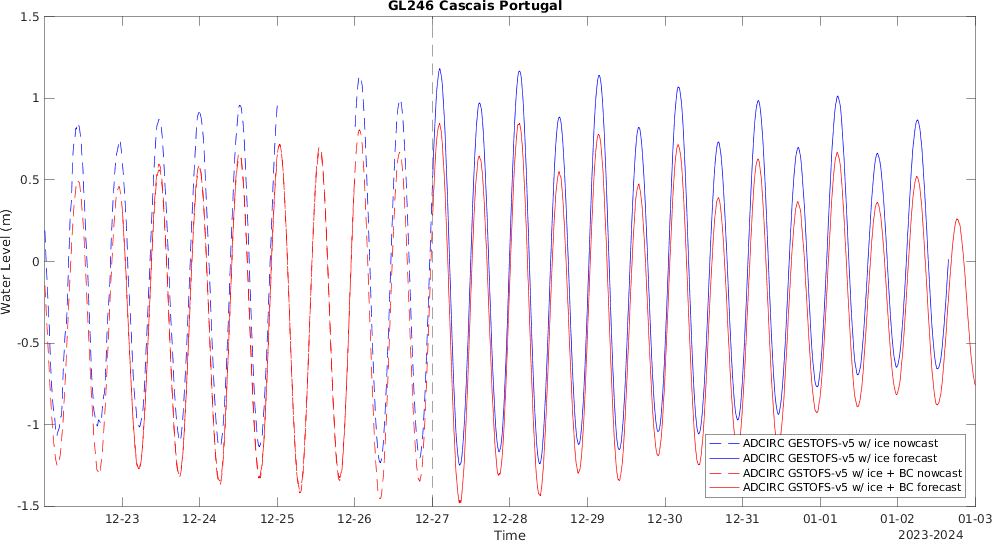 GL246 Cascais Portugal
1.5
1
0.5
0
-0.5
-1
-1.5
Water Level (m)
12-23 12-24 12-25 12-26 12-27 12-28 12-29 12-30 12-31 01-01 01-02 01-03
Time
2023-2024
ADCIRC GESTOFS-v5 w/ ice nowcast
ADCIRC GESTOFS-v5 w/ ice forecast
ADCIRC GSTOFS-v5 w/ ice + BC nowcast
ADCIRC GSTOFS-v5 w/ ice + BC forecast